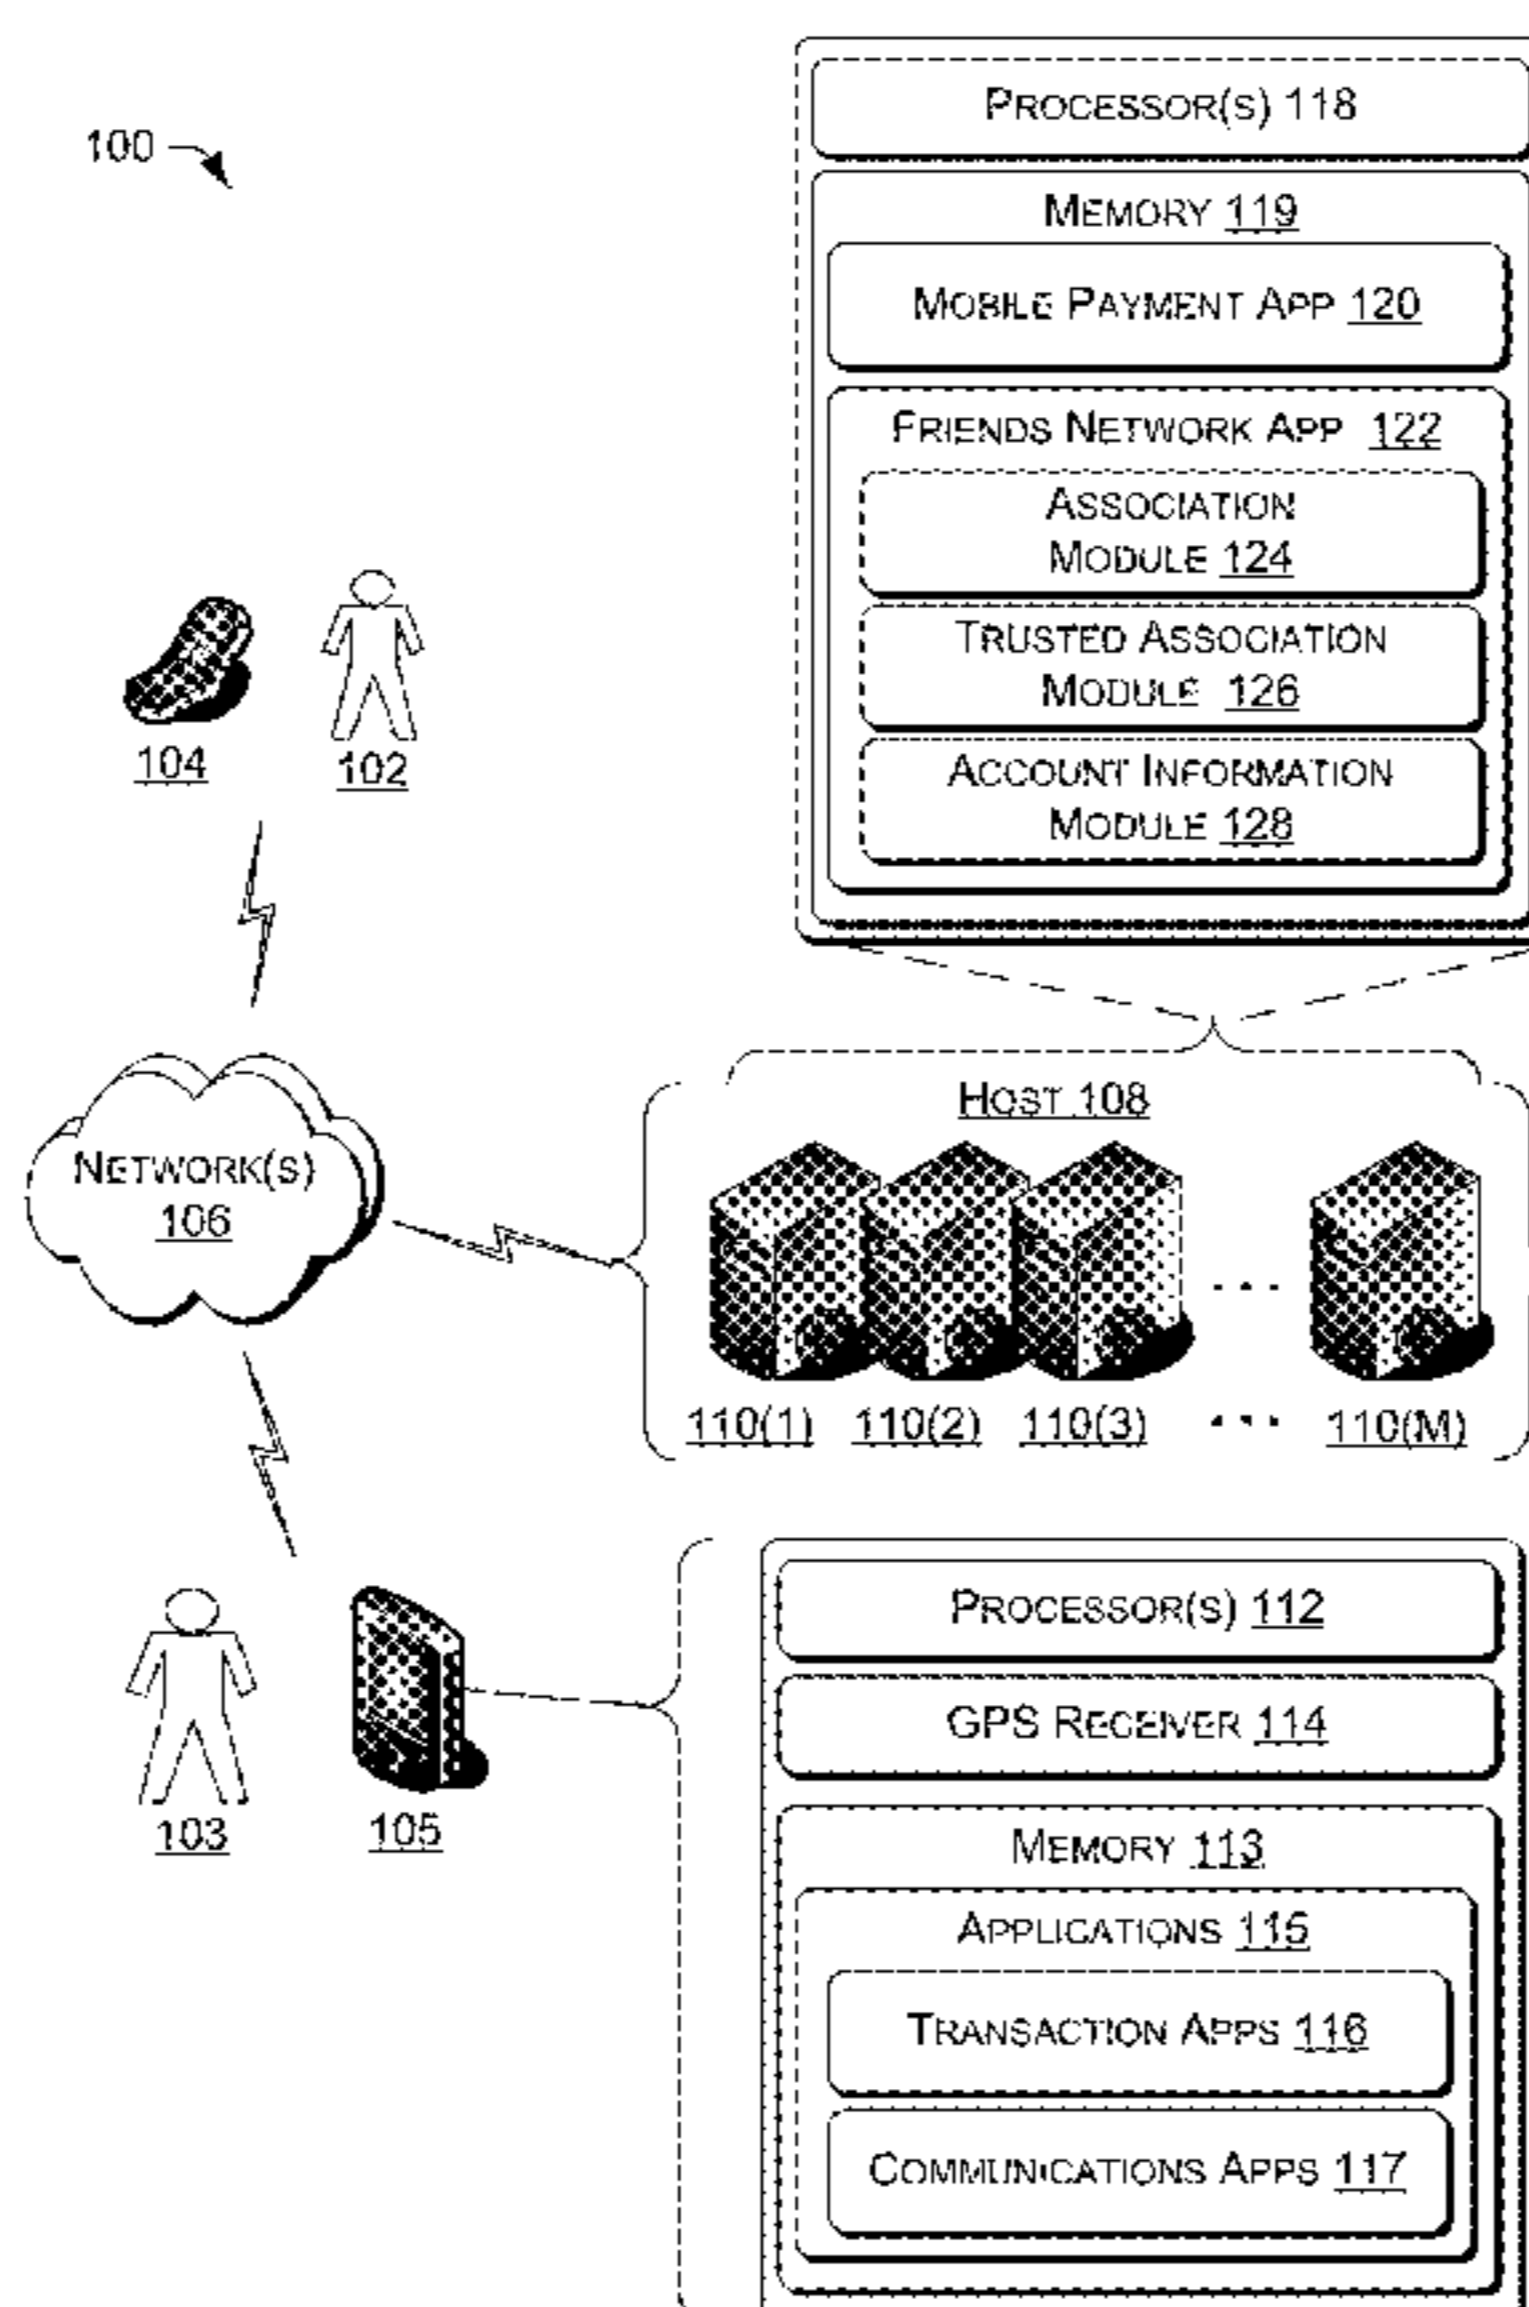 100
PROCESSOR(S) 118
MEMORY 119
MOBILE PAYMENT APP 120
FRIENDS NETWORK APP 122
ASSOCIATION
MODULE 124
TRUSTED ASSOCIATION
MODULE 126
ACCOUNT INFORMATION
MODULE 128
104
102
NETWORK(S)
106
HOST 108
110(1) 110(2) 110(3) ... 110(M)
103
105
PROCESSOR(S) 112
GPS RECEIVER 114
MEMORY 113
APPLICATIONS 115
TRANSACTION APPS 116
COMMUNICATIONS APPS 117